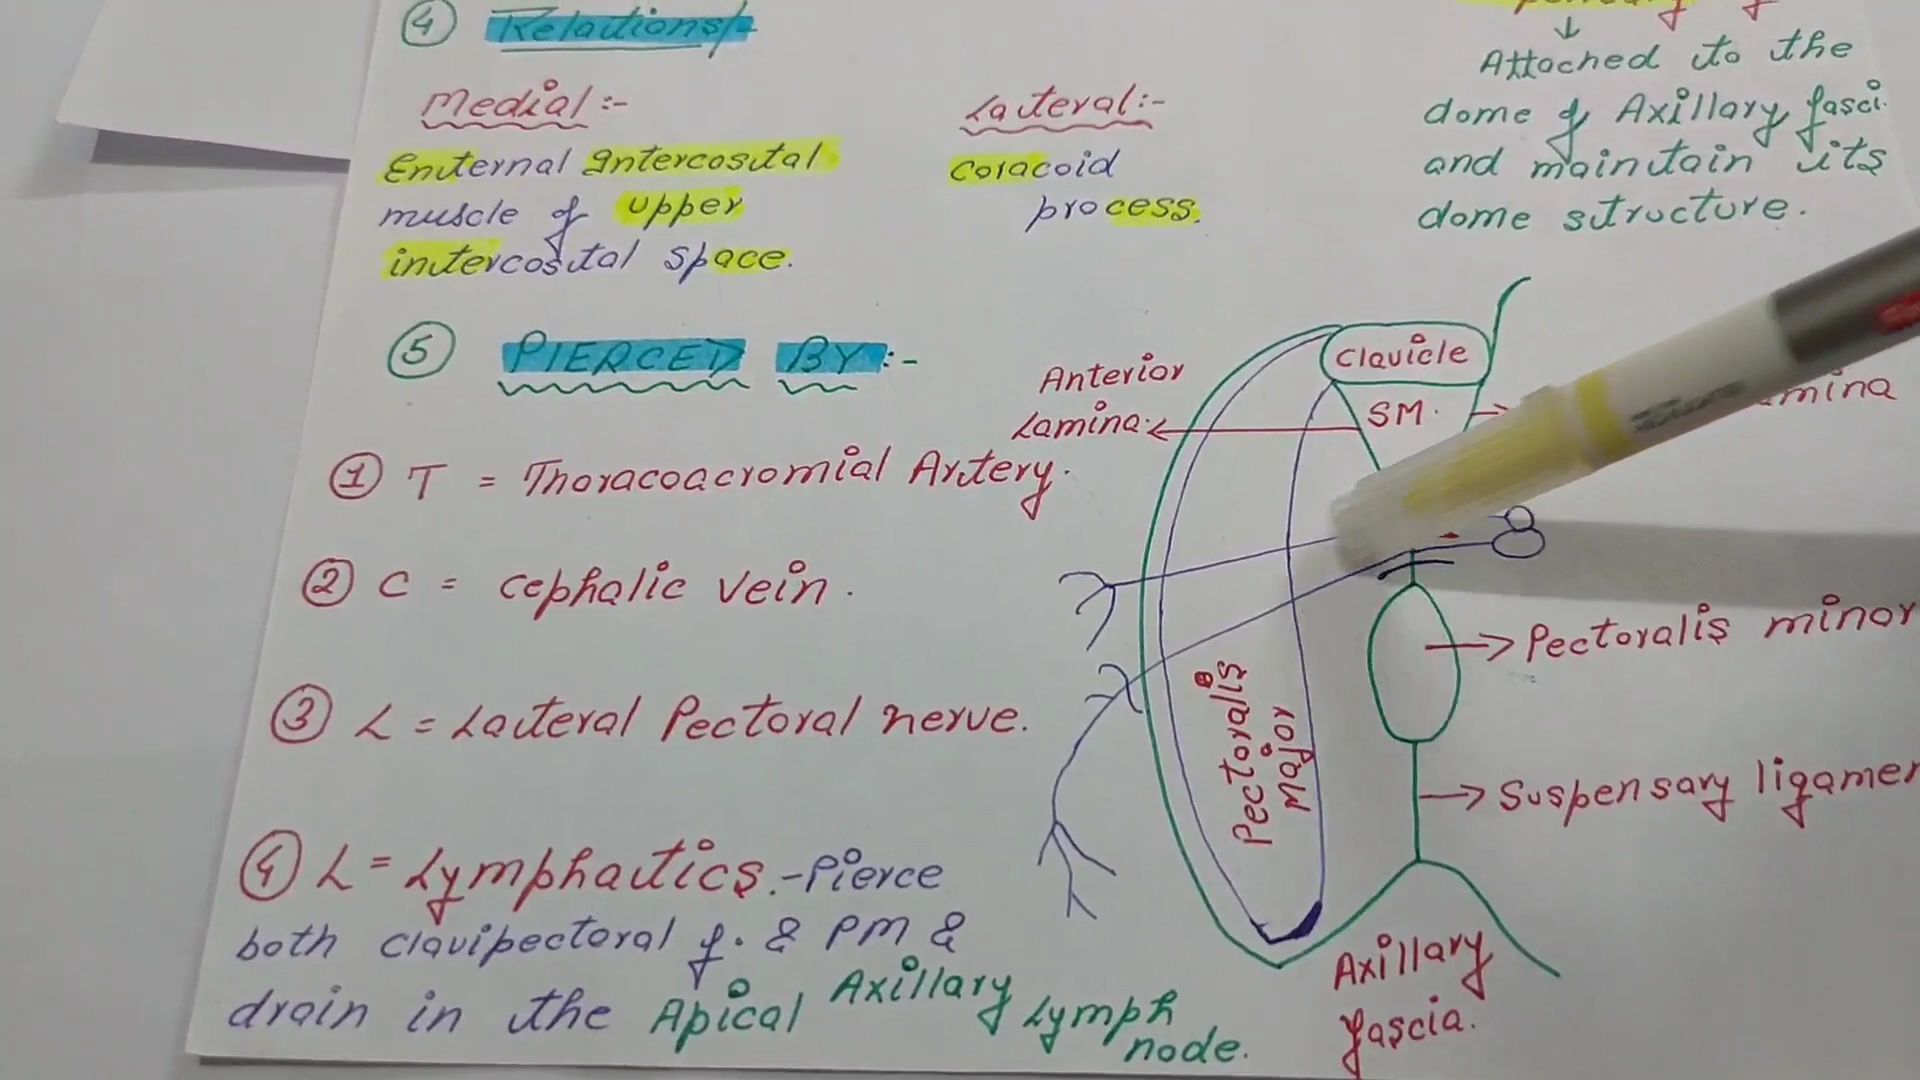 4 Relations:-
Medial:-
External Intercostal
muscle of upper
intercostal space.
Lateral:-
Coracoid
process.
Attached to the
dome of Axillary fasci
and maintain its
dome structure.
5 PIERCED BY:-
1 T = Thoracoacromial Artery.
2 C = Cephalic vein.
3 L = Lateral Pectoral nerve.
4 L = Lymphatics.-Pierce
both clavipectoral f. & PM &
drain in the Apical Axillary Lymph
node.
Clavicle
SM.
Anterior
Lamina.
mina
Pectoralis minor
Pectoralis
Major
Suspensary ligamen
Axillary
fascia.